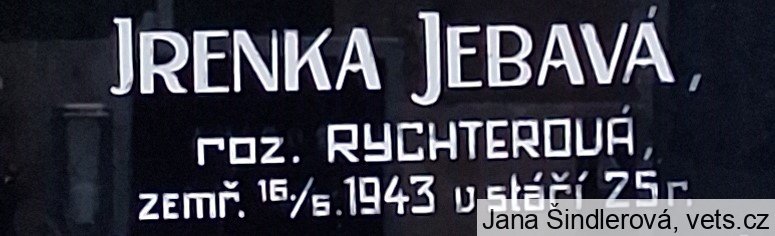 JRENKA JEBAVÁ,
roz. RYCHTEROVÁ,
zemř. 16/6. 1943 v stáří 25 r.
Jana Šindlerová, vets.cz